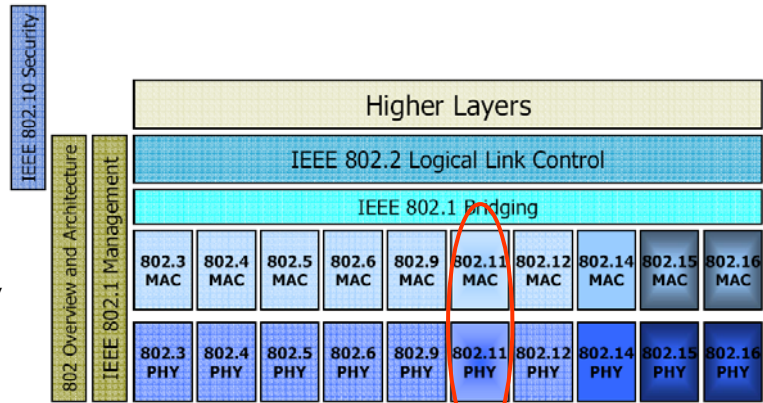 IEEE 802.10 Security
802 Overview and Architecture
IEEE 802.1 Management
Higher Layers
IEEE 802.2 Logical Link Control
IEEE 802.1 Bridging
802.3 802.4 802.5 802.6 802.9 802.11 802.12 802.14 802.15 802.16
MAC MAC MAC MAC MAC MAC MAC MAC MAC MAC
802.3 802.4 802.5 802.6 802.9 802.11 802.12 802.14 802.15 802.16
PHY PHY PHY PHY PHY PHY PHY PHY PHY PHY